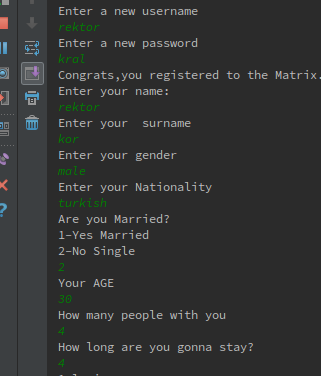 Enter a new username
rektor
Enter a new password
kral
Congrats,you registered to the Matrix.
Enter your name:
rektor
Enter your  surname
kor
Enter your gender
male
Enter your Nationality
turkish
Are you Married?
1-Yes Married
2-No Single
2
Your AGE
30
How many people with you
4
How long are you gonna stay?
4